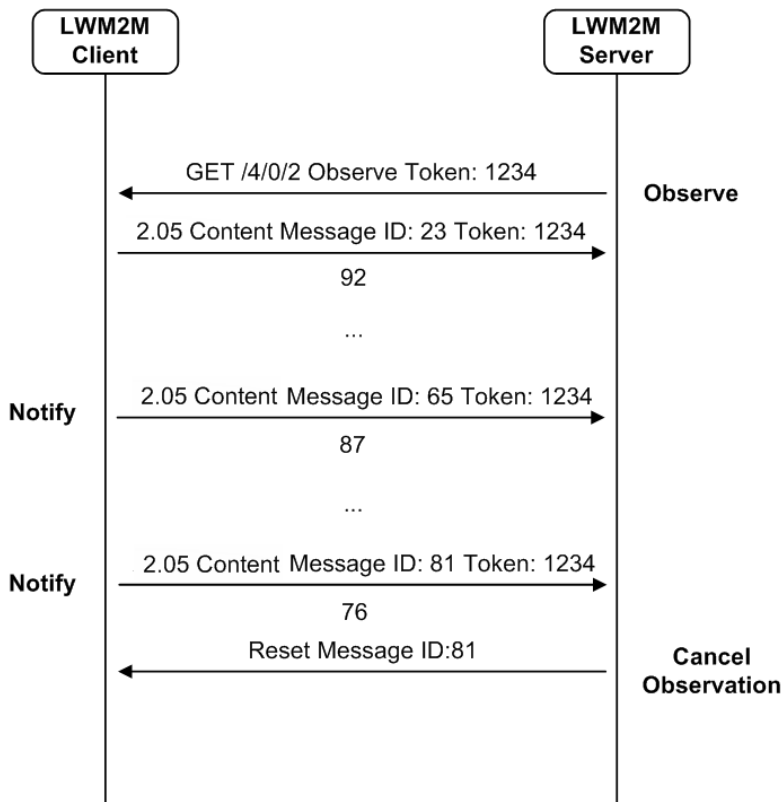 LWM2M
Client
LWM2M
Server
GET /4/0/2 Observe Token: 1234
Observe
2.05 Content Message ID: 23 Token: 1234
92
...
Notify
2.05 Content Message ID: 65 Token: 1234
87
...
2.05 Content Message ID: 81 Token: 1234
Notify
76
Reset Message ID:81
Cancel
Observation